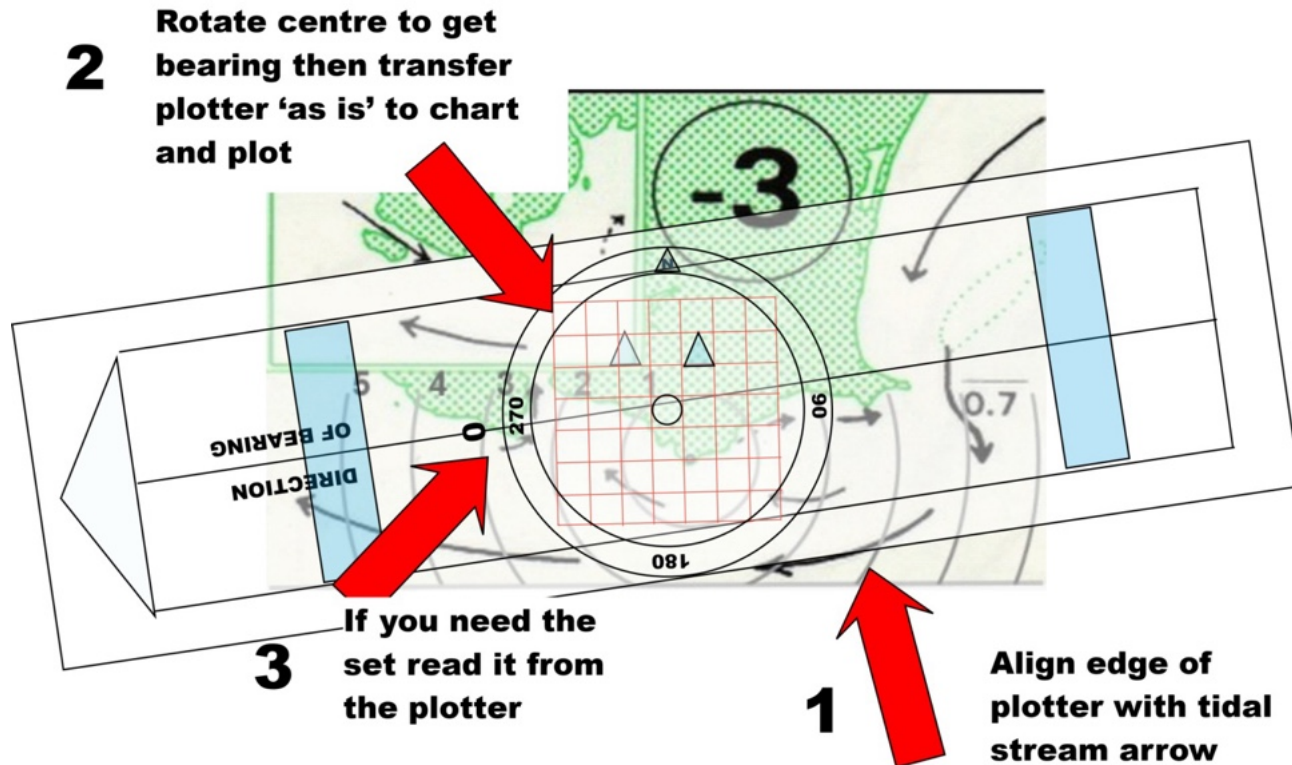 2
Rotate centre to get
bearing then transfer
plotter ‘as is’ to chart
and plot
-3
N
5 4 3 2 1
0
270
90
180
0.7
OF BEARING
DIRECTION
3
If you need the
set read it from
the plotter
1
Align edge of
plotter with tidal
stream arrow